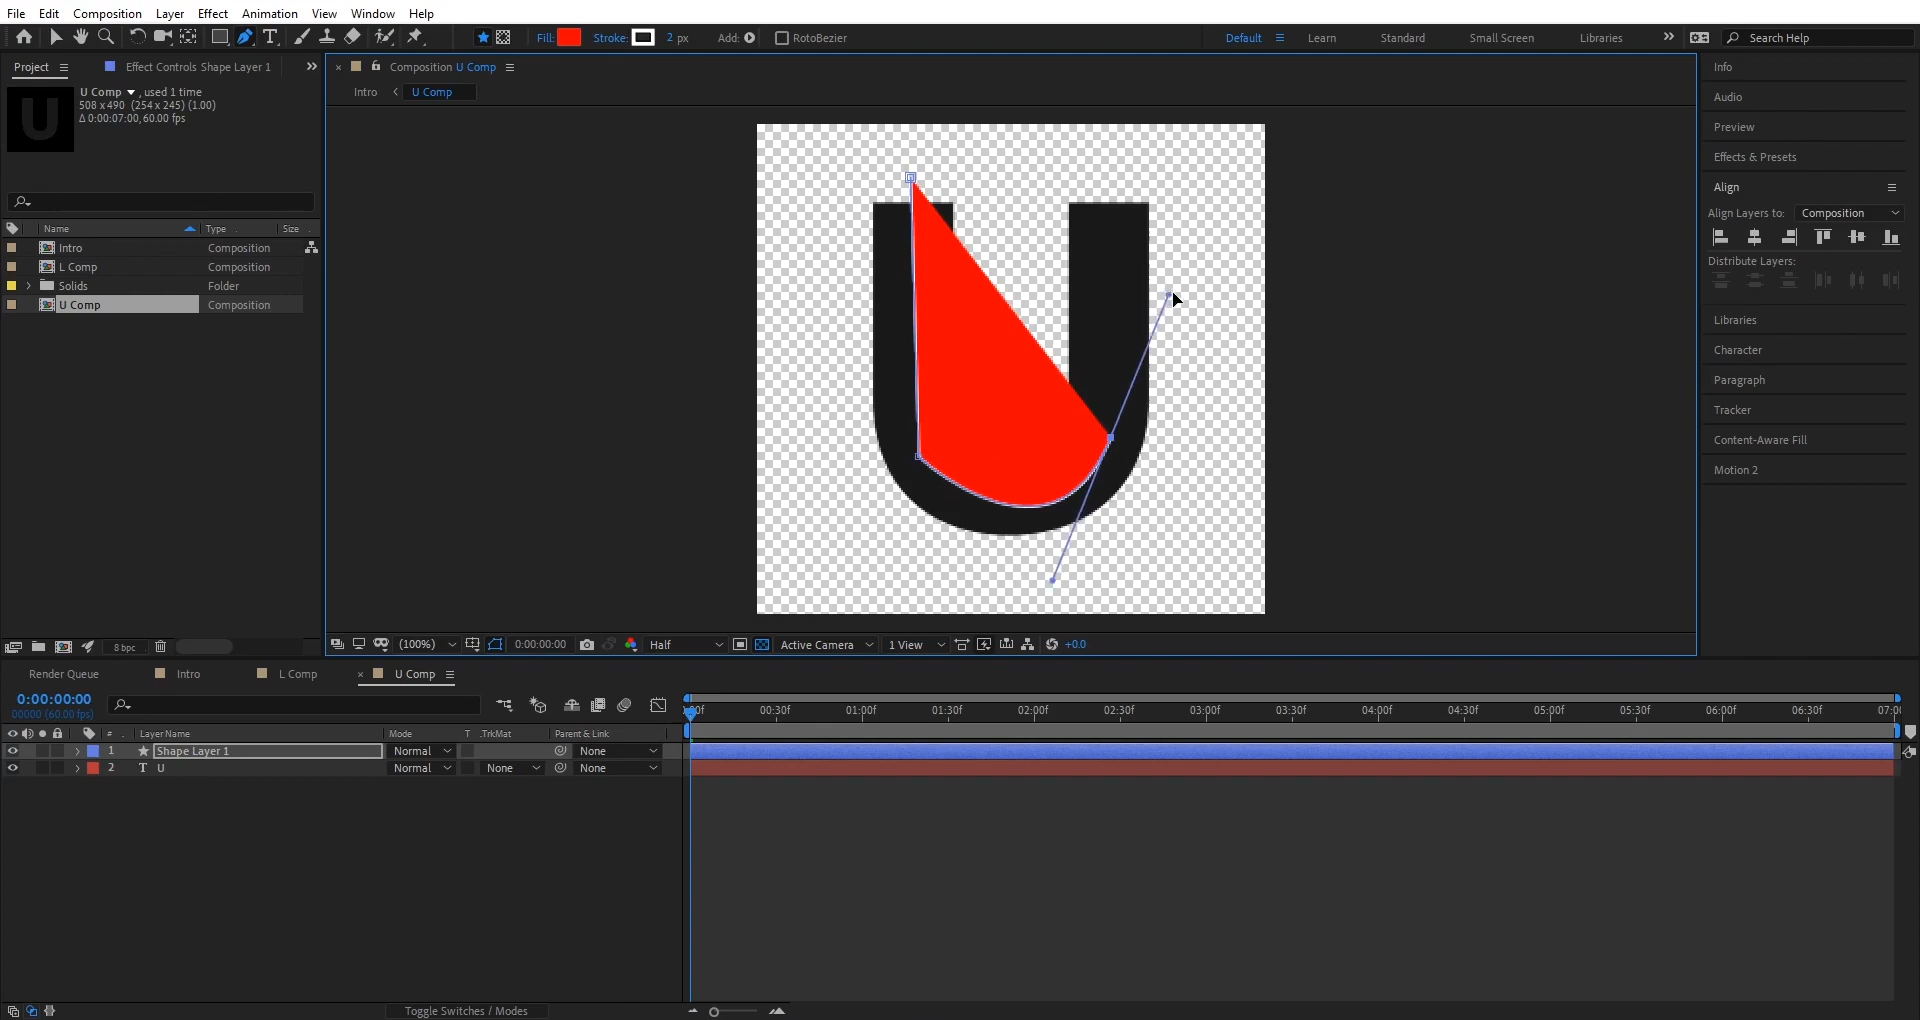 File Edit Composition Layer Effect Animation View Window Help
Fill: Stroke: 2 px Add: RotoBezier Default Learn Standard Small Screen Libraries Search Help
Project Effect Controls Shape Layer 1
Composition U Comp
Info
U Comp , used 1 time
508 x 490 (254 x 245) (1.00)
Δ 0:00:07:00, 60.00 fps
Intro U Comp
Audio
Preview
Effects & Presets
Align
Align Layers to: Composition
Distribute Layers:
Libraries
Character
Paragraph
Tracker
Content-Aware Fill
Motion 2
Name Type Size
Intro Composition
L Comp Composition
Solids Folder
U Comp Composition
U
U
8 bpc
(100%) 0:00:00:00 Half Active Camera 1 View +0.0
Render Queue Intro L Comp U Comp
0:00:00:00
00000 (60.00 fps)
00:30f 01:00f 01:30f 02:00f 02:30f 03:00f 03:30f 04:00f 04:30f 05:00f 05:30f 06:00f 06:30f
# Layer Name Mode T .TrkMat Parent & Link
1 Shape Layer 1 Normal None
2 T U Normal None None
Toggle Switches / Modes